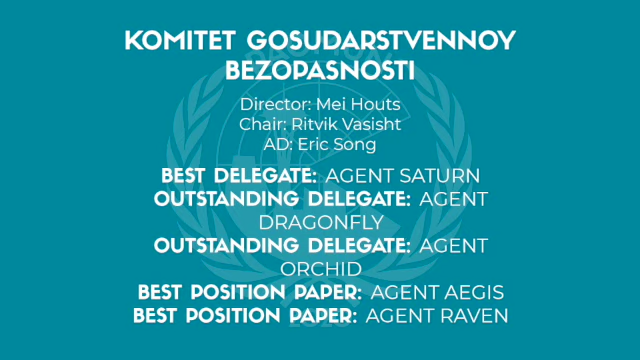 KOMITET GOSUDARSTVENNOY
BEZOPASNOSTI
Director: Mei Houts
Chair: Ritvik Vasisht
AD: Eric Song
BEST DELEGATE: AGENT SATURN
OUTSTANDING DELEGATE: AGENT
DRAGONFLY
OUTSTANDING DELEGATE: AGENT
ORCHID
BEST POSITION PAPER: AGENT AEGIS
BEST POSITION PAPER: AGENT RAVEN